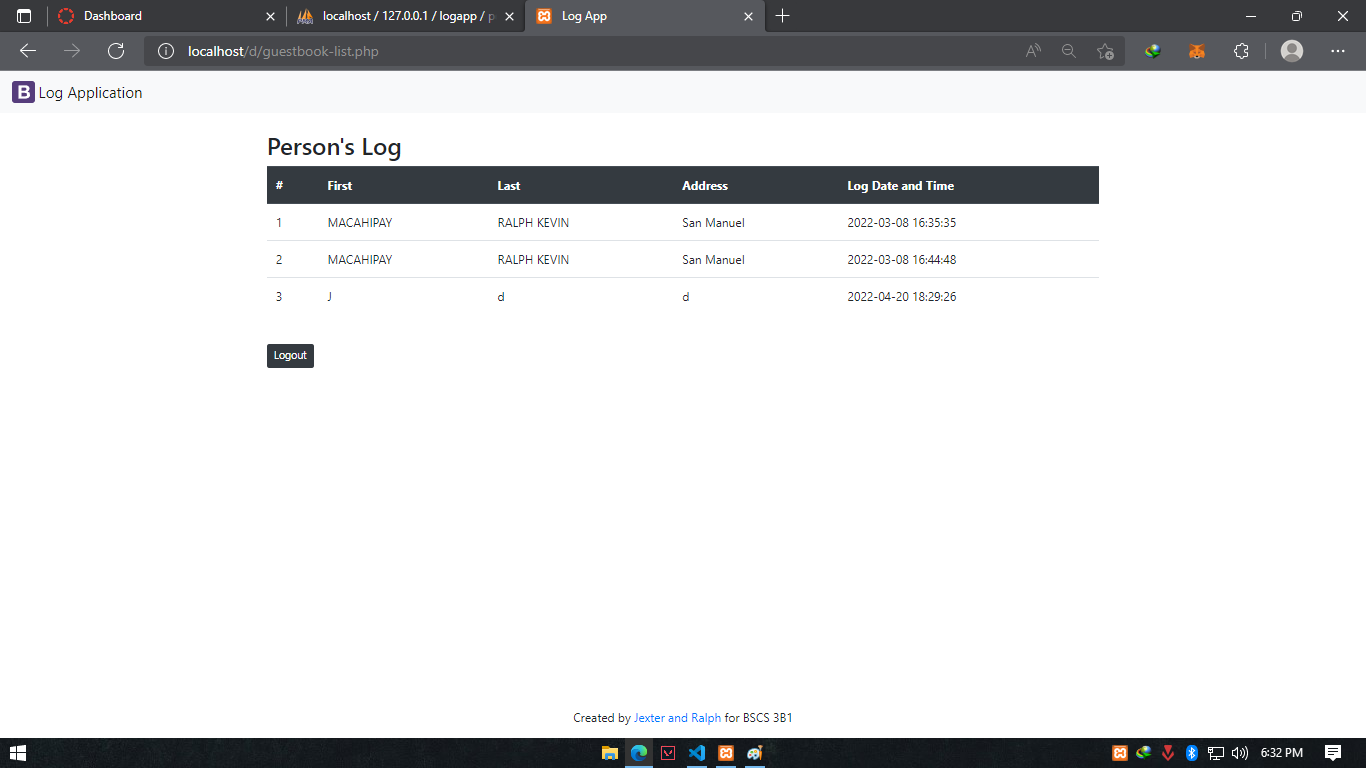 Dashboard
localhost / 127.0.0.1 / logapp / p
Log App
localhost/d/guestbook-list.php
B Log Application
Person's Log
# First Last Address Log Date and Time
1 MACAHIPAY RALPH KEVIN San Manuel 2022-03-08 16:35:35
2 MACAHIPAY RALPH KEVIN San Manuel 2022-03-08 16:44:48
3 J d d 2022-04-20 18:29:26
Logout
Created by Jexter and Ralph for BSCS 3B1
6:32 PM